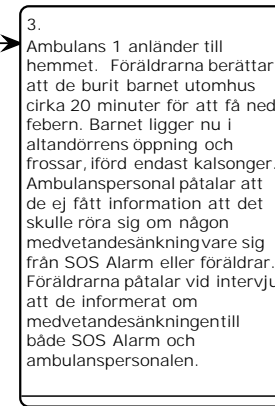 3.
Ambulans 1 anländer till
hemmet. Föräldrarna berättar
att de burit barnet utomhus
cirka 20 minuter för att få ned
febern. Barnet ligger nu i
altandörrens öppning och
frossar, iförd endast kalsonger.
Ambulanspersonal påtalar att
de ej fått information att det
skulle röra sig om någon
medvetandesänkning vare sig
från SOS Alarm eller föräldrar.
Föräldrarna påtalar vid intervju
att de informerat om
medvetandesänkningen till
både SOS Alarm och
ambulanspersonalen.